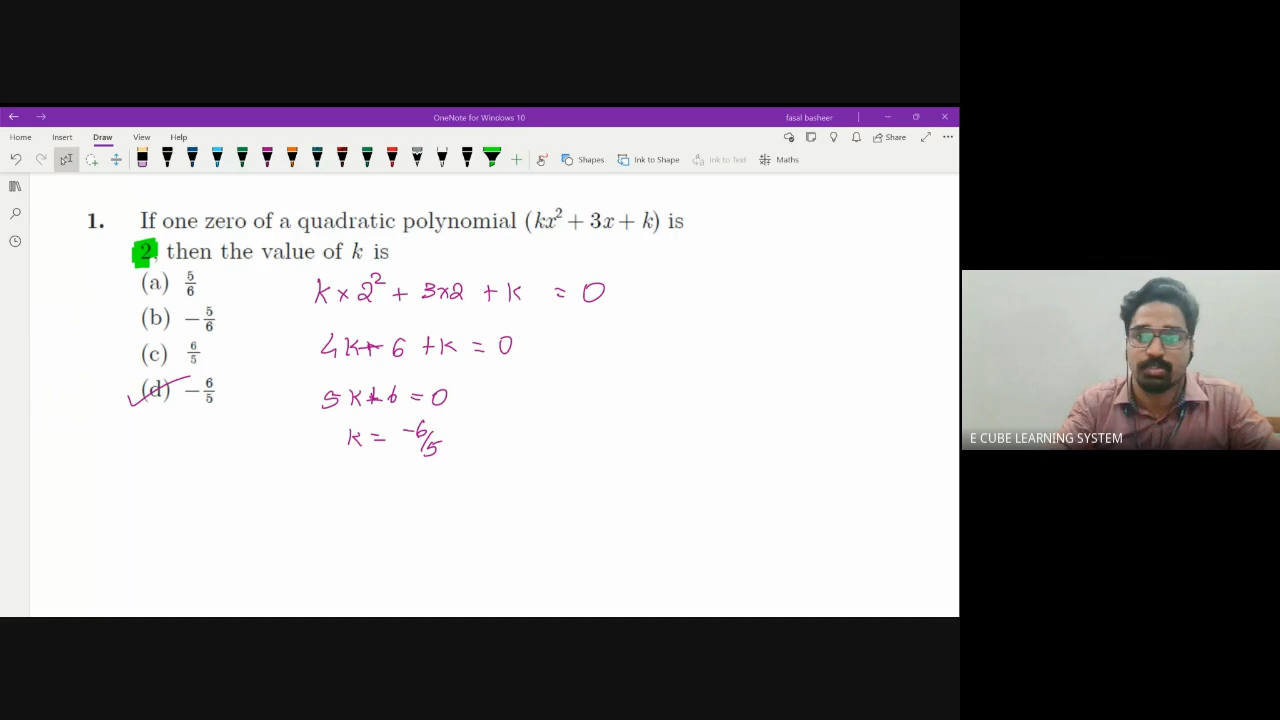 OneNote for Windows 10
fasal basheer
Home Insert Draw View Help
Share
Shapes Ink to Shape Ink to Text Maths
1. If one zero of a quadratic polynomial (kx² + 3x + k) is
2, then the value of k is
(a) 5/6
(b) −5/6
(c) 6/5
(d) −6/5
k × 2² + 3×2 + k = 0
4k + 6 + k = 0
5k + 6 = 0
k = -6/5
E CUBE LEARNING SYSTEM